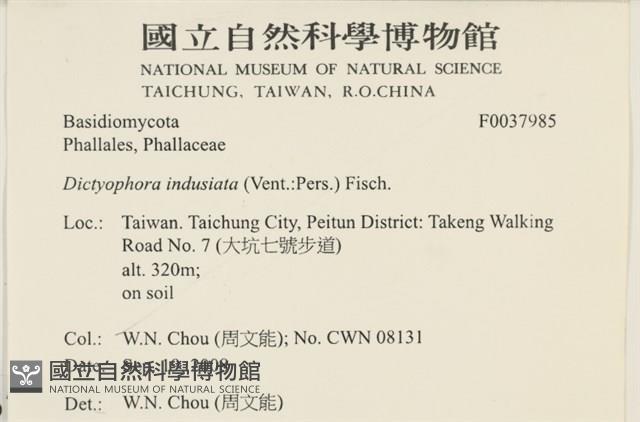 國立自然科學博物館
NATIONAL MUSEUM OF NATURAL SCIENCE
TAICHUNG, TAIWAN, R.O.CHINA
Basidiomycota F0037985
Phallales, Phallaceae
Dictyophora indusiata (Vent.:Pers.) Fisch.
Loc.: Taiwan. Taichung City, Peitun District: Takeng Walking
Road No. 7 (大坑七號步道)
alt. 320m;
on soil
Col.: W.N. Chou (周文能); No. CWN 08131
國立自然科學博物館
NATIONAL MUSEUM OF NATURAL SCIENCE
Det.: W.N. Chou (周文能)